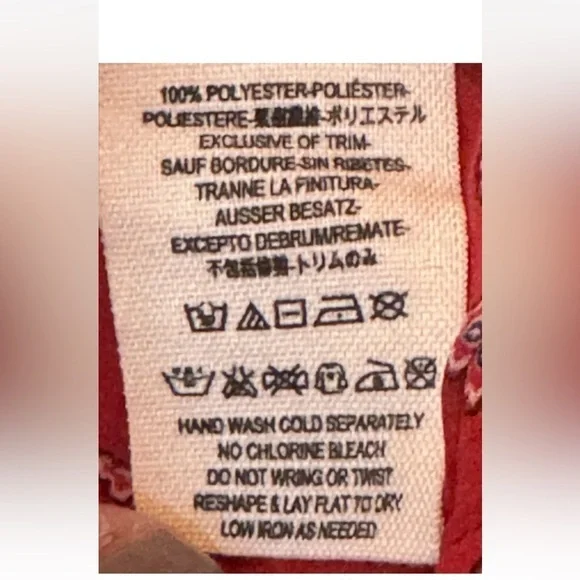 100% POLYESTER-POLIÉSTER-
POLIESTERE-聚酯纖維-ポリエステル
EXCLUSIVE OF TRIM-
SAUF BORDURE-SIN RIBETES-
TRANNE LA FINITURA-
AUSSER BESATZ-
EXCEPTO DEBRUM/REMATE-
不包括修飾-トリムのみ
HAND WASH COLD SEPARATELY
NO CHLORINE BLEACH
DO NOT WRING OR TWIST
RESHAPE & LAY FLAT TO DRY
LOW IRON AS NEEDED